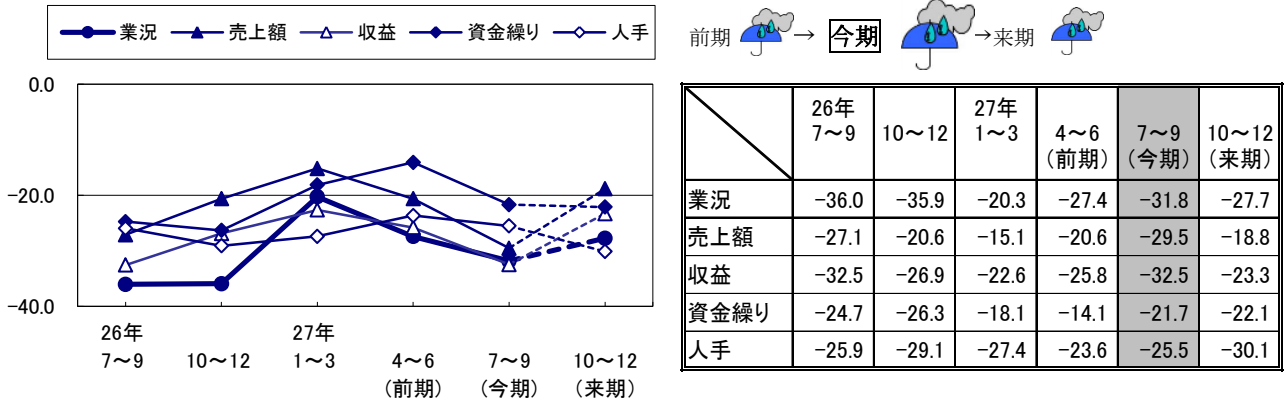 業況 売上額 収益 資金繰り 人手
前期 → 今期 →来期
0.0
−20.0
−40.0
26年 27年
7～9 10～12 1～3 4～6 7～9 10～12
（前期） （今期） （来期）
26年 27年
7～9 10～12 1～3 4～6 7～9 10～12
（前期） （今期） （来期）
業況 −36.0 −35.9 −20.3 −27.4 −31.8 −27.7
売上額 −27.1 −20.6 −15.1 −20.6 −29.5 −18.8
収益 −32.5 −26.9 −22.6 −25.8 −32.5 −23.3
資金繰り −24.7 −26.3 −18.1 −14.1 −21.7 −22.1
人手 −25.9 −29.1 −27.4 −23.6 −25.5 −30.1